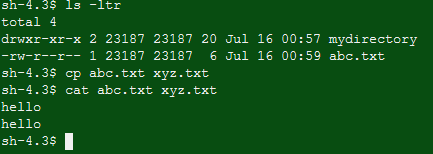 sh-4.3$ ls -ltr
total 4
drwxr-xr-x 2 23187 23187 20 Jul 16 00:57 mydirectory
-rw-r--r-- 1 23187 23187  6 Jul 16 00:59 abc.txt
sh-4.3$ cp abc.txt xyz.txt
sh-4.3$ cat abc.txt xyz.txt
hello
hello
sh-4.3$